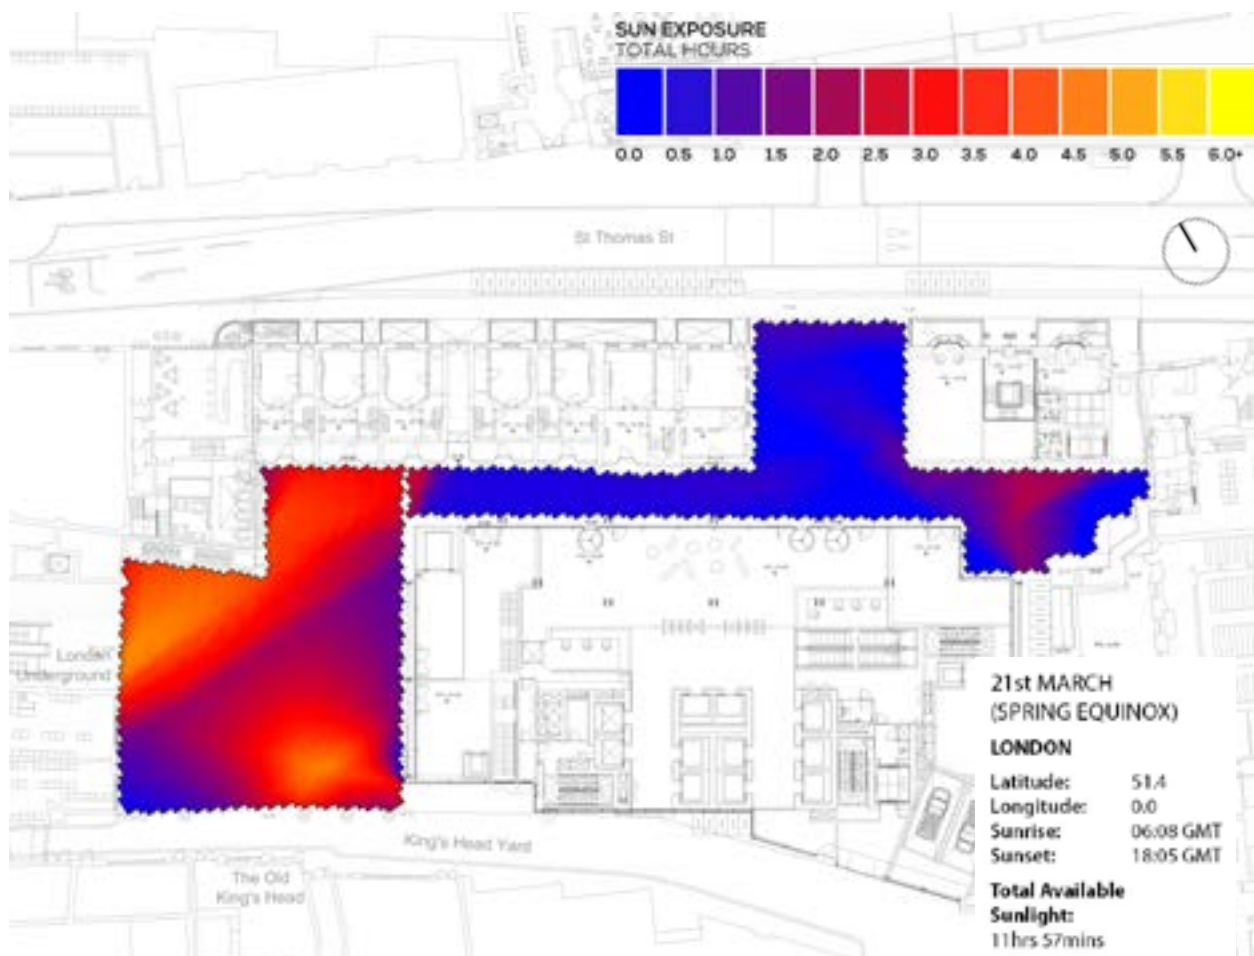 SUN EXPOSURE
TOTAL HOURS
0.0 0.5 1.0 1.5 2.0 2.5 3.0 3.5 4.0 4.5 5.0 5.5 6.0+
St Thomas St
London
Underground
King's Head Yard
The Old
King's Head
21st MARCH
(SPRING EQUINOX)
LONDON
Latitude: 51.4
Longitude: 0.0
Sunrise: 06:08 GMT
Sunset: 18:05 GMT
Total Available
Sunlight:
11hrs 57mins